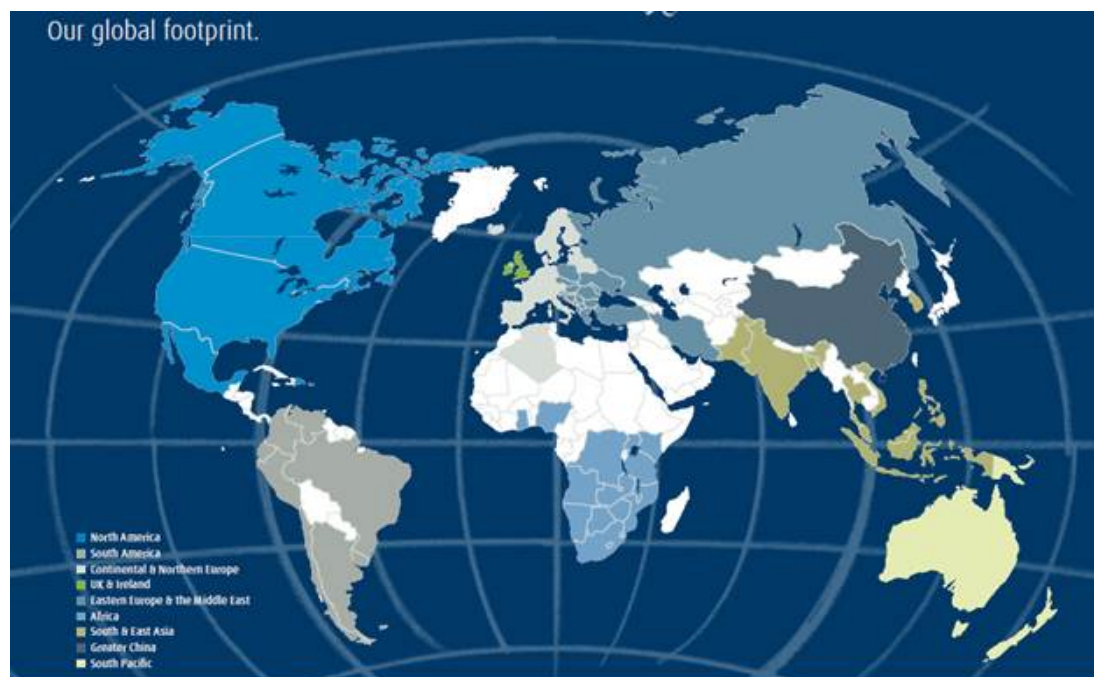 Our global footprint.
North America
South America
Continental & Northern Europe
UK & Ireland
Eastern Europe & the Middle East
Africa
South & East Asia
Greater China
South Pacific